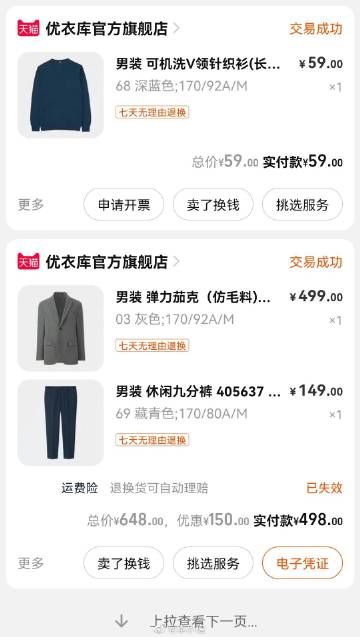 天猫 优衣库官方旗舰店 > 交易成功
男装 可机洗V领针织衫(长... ¥59.00
68 深蓝色;170/92A/M ×1
七天无理由退换
总价¥59.00 实付款¥59.00
更多 申请开票 卖了换钱 挑选服务
天猫 优衣库官方旗舰店 > 交易成功
男装 弹力茄克（仿毛料)... ¥499.00
03 灰色;170/92A/M ×1
七天无理由退换
男装 休闲九分裤 405637 ... ¥149.00
69 藏青色;170/80A/M ×1
七天无理由退换
运费险 退换货可自动理赔 已失效
总价¥648.00，优惠¥150.00 实付款¥498.00
更多 卖了换钱 挑选服务 电子凭证
↓ 上拉查看下一页...